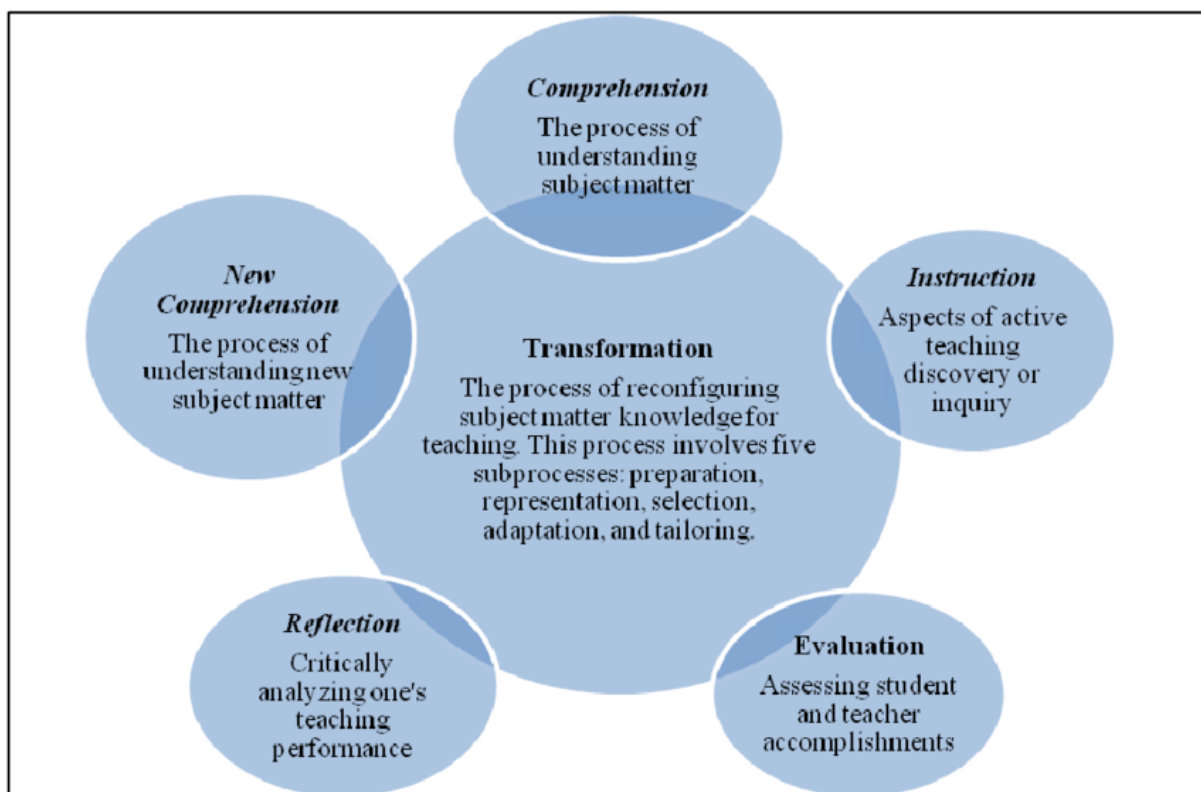 Comprehension
The process of
understanding
subject matter
New
Comprehension
The process of
understanding new
subject matter
Instruction
Aspects of active
teaching
discovery or
inquiry
Transformation
The process of reconfiguring
subject matter knowledge for
teaching. This process involves five
subprocesses: preparation,
representation, selection,
adaptation, and tailoring.
Reflection
Critically
analyzing one's
teaching
performance
Evaluation
Assessing student
and teacher
accomplishments